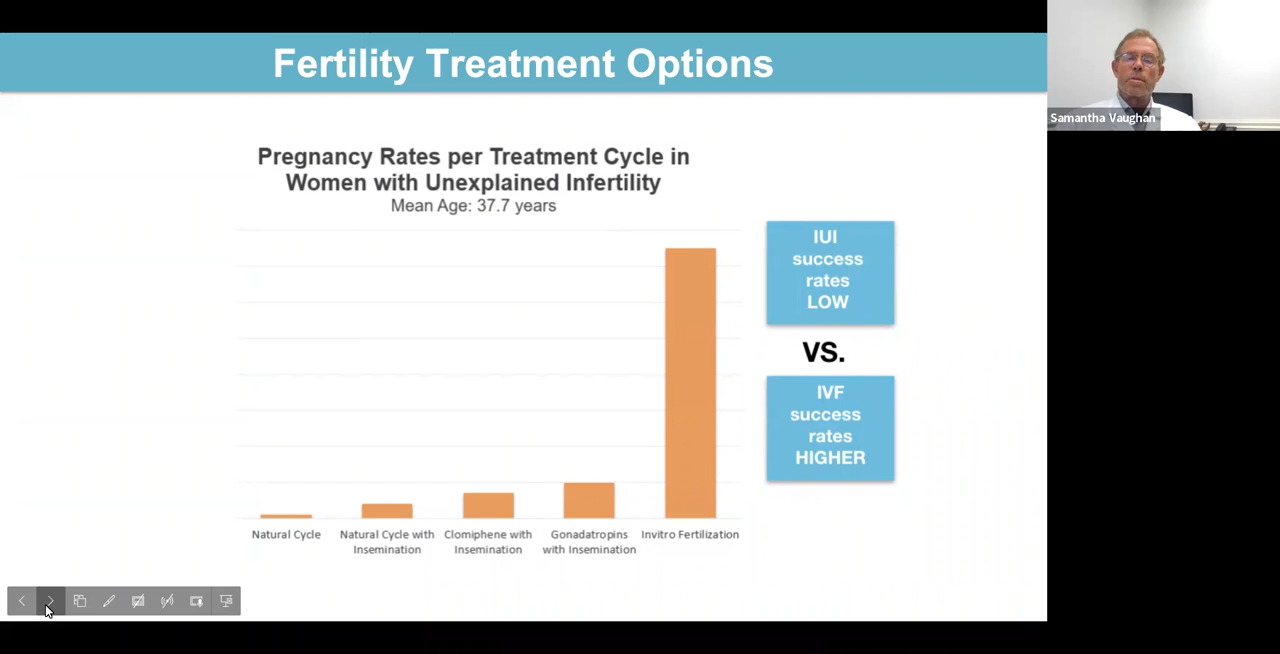 Fertility Treatment Options
Samantha Vaughan
Pregnancy Rates per Treatment Cycle in
Women with Unexplained Infertility
Mean Age: 37.7 years
IUI
success
rates
LOW
VS.
IVF
success
rates
HIGHER
Natural Cycle
Natural Cycle with
Insemination
Clomiphene with
Insemination
Gonadatropins
with Insemination
Invitro Fertilization